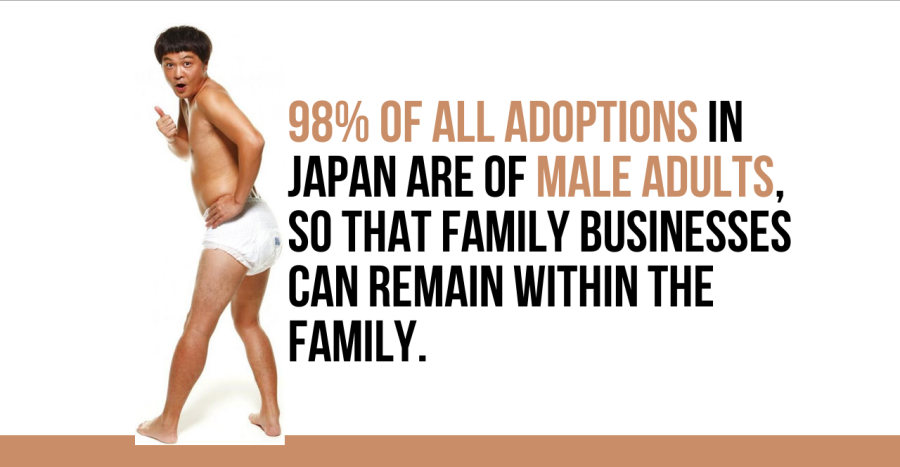 98% OF ALL ADOPTIONS IN
JAPAN ARE OF MALE ADULTS,
SO THAT FAMILY BUSINESSES
CAN REMAIN WITHIN THE
FAMILY.